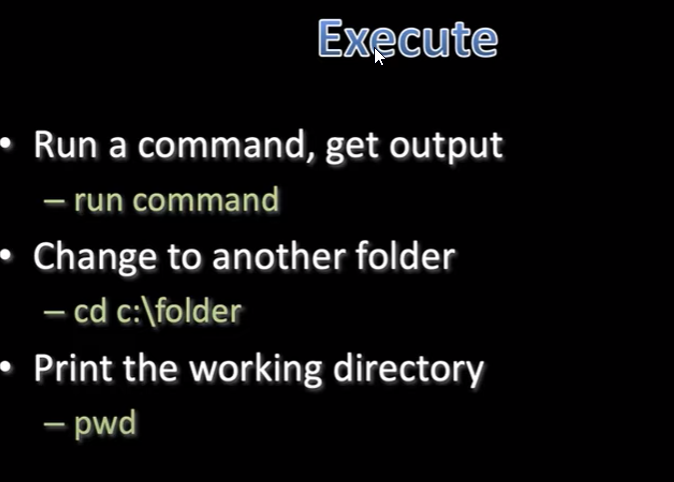 Execute
• Run a command, get output
– run command
• Change to another folder
– cd c:\folder
• Print the working directory
– pwd